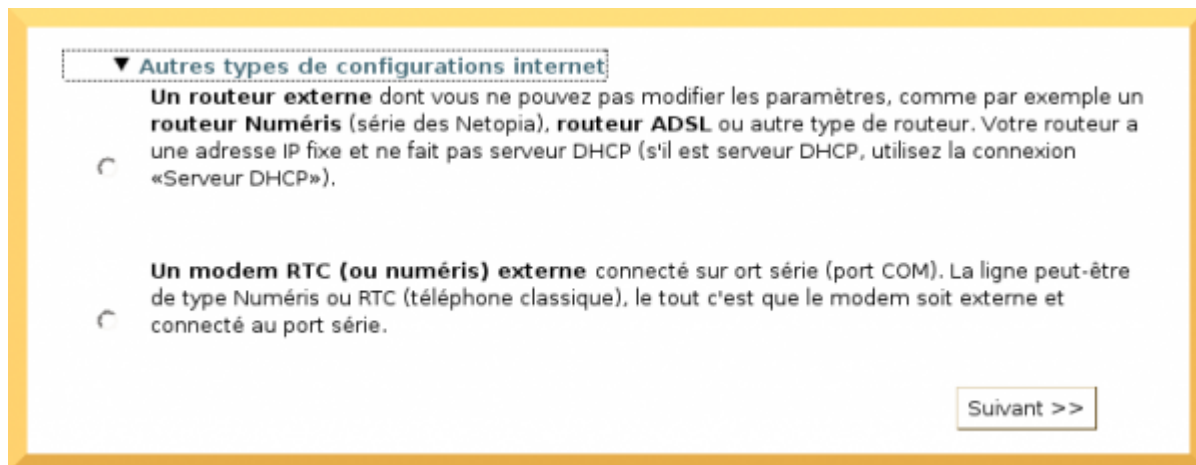 ▼ Autres types de configurations internet
Un routeur externe dont vous ne pouvez pas modifier les paramètres, comme par exemple un
routeur Numéris (série des Netopia), routeur ADSL ou autre type de routeur. Votre routeur a
une adresse IP fixe et ne fait pas serveur DHCP (s'il est serveur DHCP, utilisez la connexion
«Serveur DHCP»).
Un modem RTC (ou numéris) externe connecté sur ort série (port COM). La ligne peut-être
de type Numéris ou RTC (téléphone classique), le tout c'est que le modem soit externe et
connecté au port série.
Suivant >>